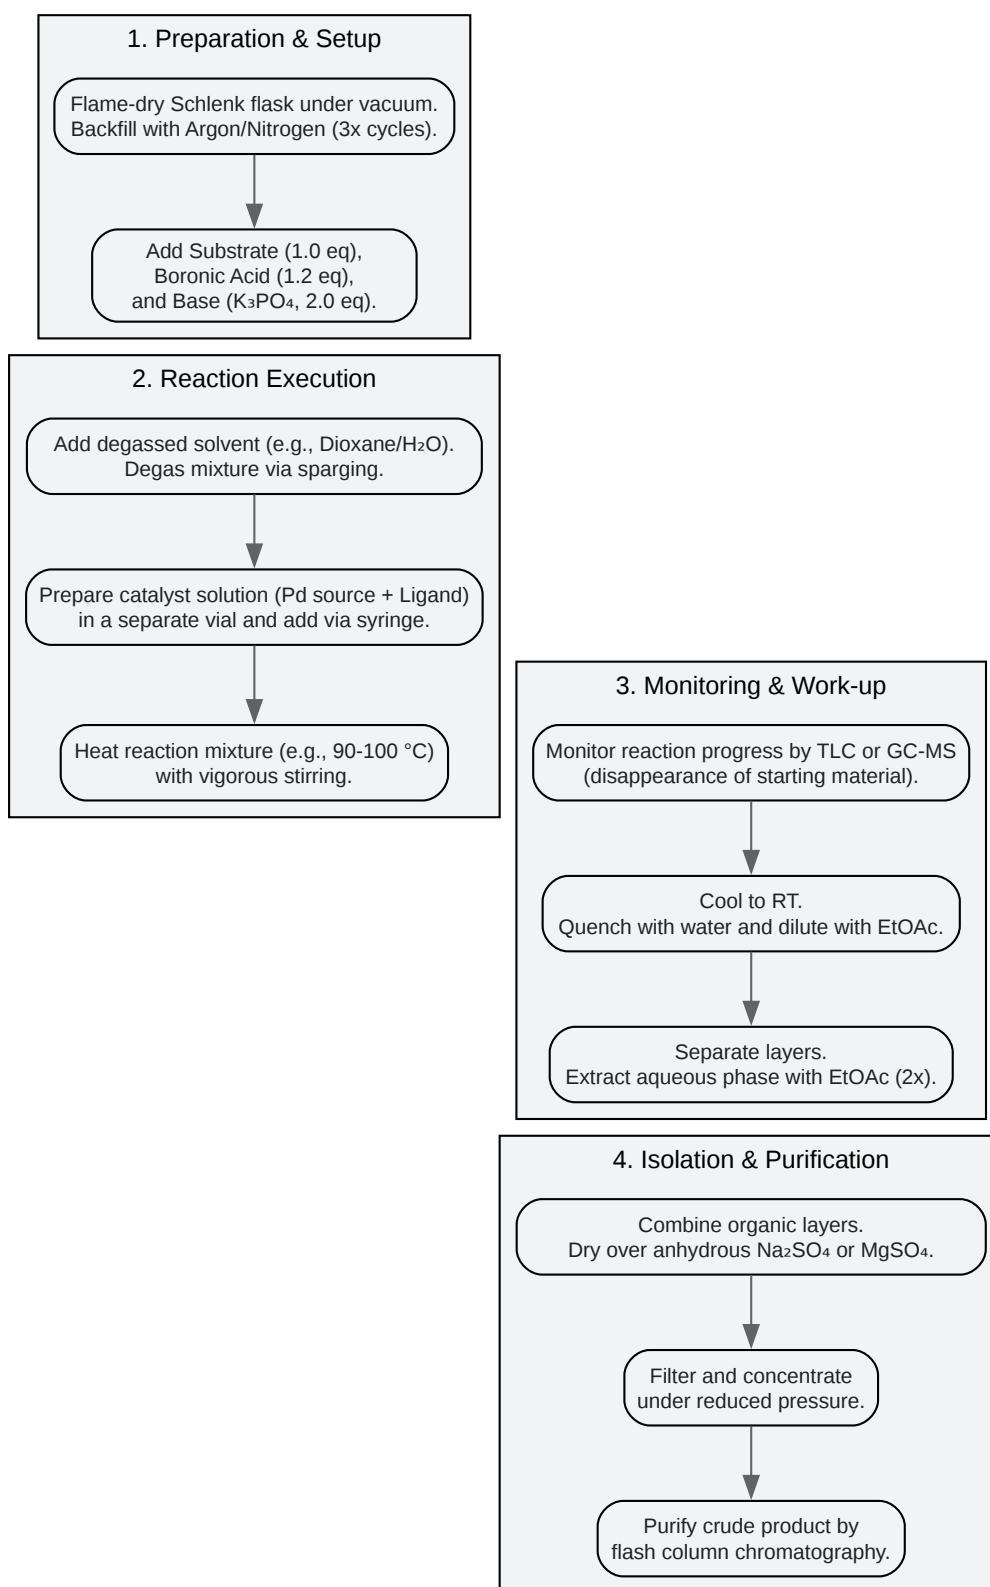 1. Preparation & Setup
Flame-dry Schlenk flask under vacuum.
Backfill with Argon/Nitrogen (3x cycles).
Add Substrate (1.0 eq),
Boronic Acid (1.2 eq),
and Base (K₃PO₄, 2.0 eq).
2. Reaction Execution
Add degassed solvent (e.g., Dioxane/H₂O).
Degas mixture via sparging.
Prepare catalyst solution (Pd source + Ligand)
in a separate vial and add via syringe.
Heat reaction mixture (e.g., 90-100 °C)
with vigorous stirring.
3. Monitoring & Work-up
Monitor reaction progress by TLC or GC-MS
(disappearance of starting material).
Cool to RT.
Quench with water and dilute with EtOAc.
Separate layers.
Extract aqueous phase with EtOAc (2x).
4. Isolation & Purification
Combine organic layers.
Dry over anhydrous Na₂SO₄ or MgSO₄.
Filter and concentrate
under reduced pressure.
Purify crude product by
flash column chromatography.